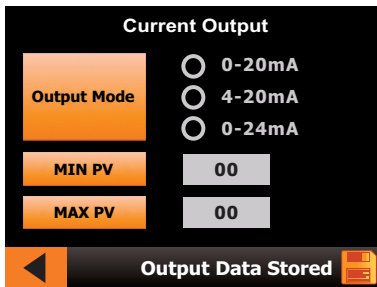 Current Output
Output Mode
0-20mA
4-20mA
0-24mA
MIN PV 00
MAX PV 00
Output Data Stored